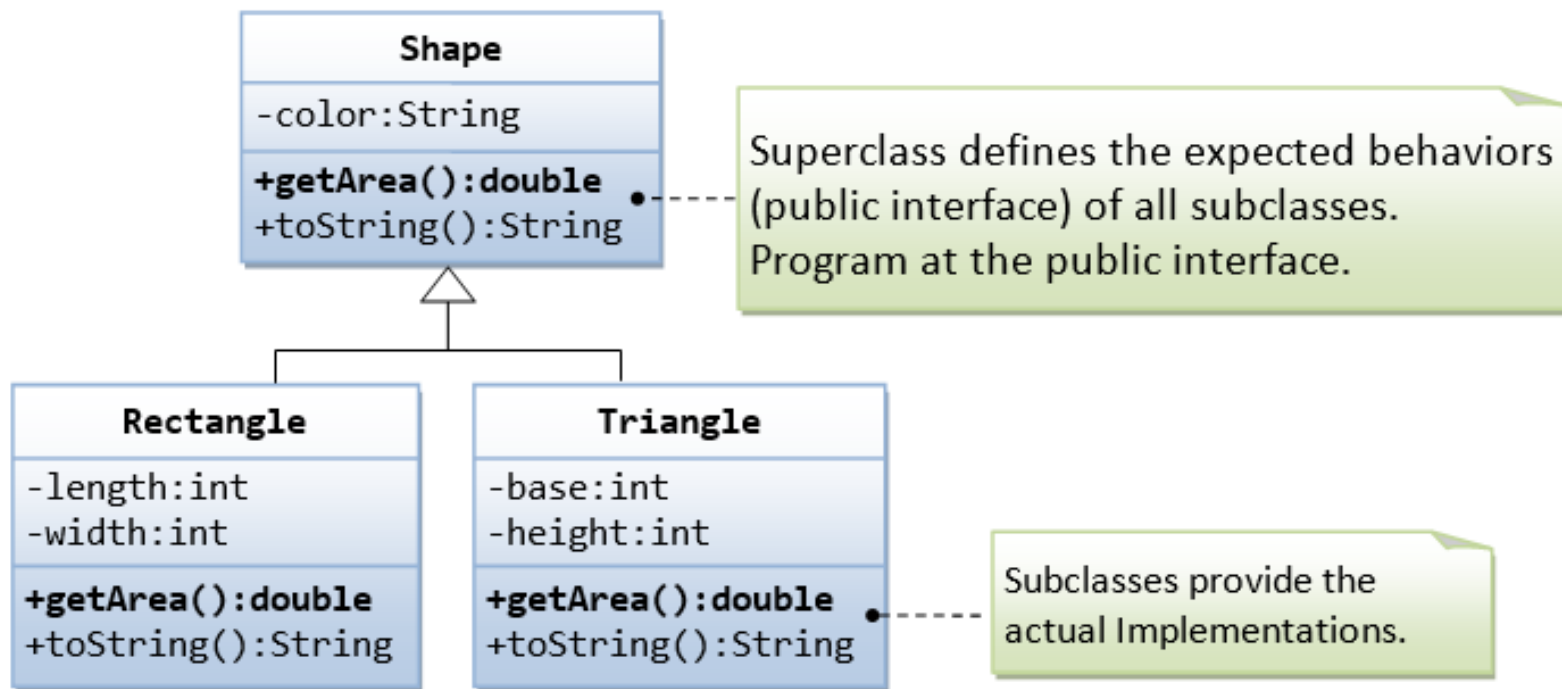 Shape
-color:String
+getArea():double
+toString():String
Superclass defines the expected behaviors
(public interface) of all subclasses.
Program at the public interface.
Rectangle
-length:int
-width:int
+getArea():double
+toString():String
Triangle
-base:int
-height:int
+getArea():double
+toString():String
Subclasses provide the
actual Implementations.